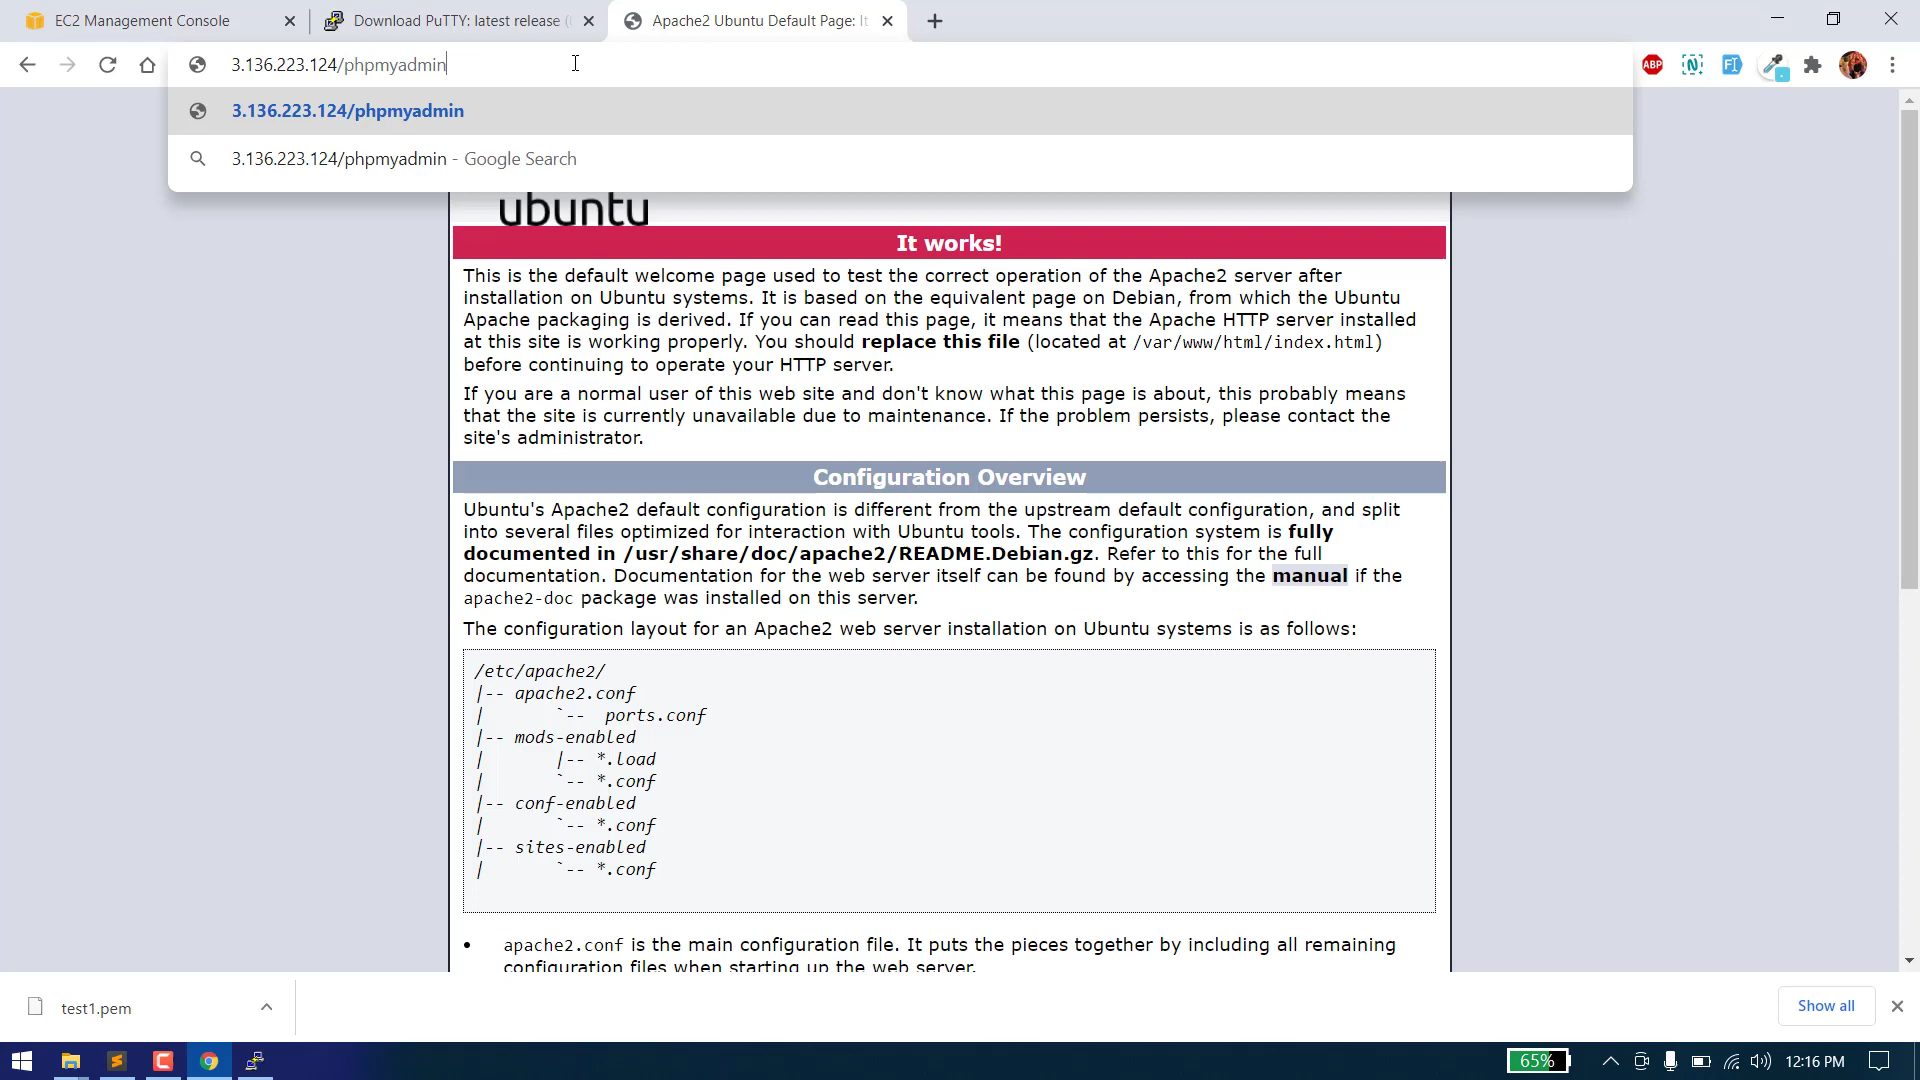 EC2 Management Console
Download PuTTY: latest release (
Apache2 Ubuntu Default Page: It
3.136.223.124/phpmyadmin
ABP
3.136.223.124/phpmyadmin
3.136.223.124/phpmyadmin - Google Search
ubuntu
It works!
This is the default welcome page used to test the correct operation of the Apache2 server after
installation on Ubuntu systems. It is based on the equivalent page on Debian, from which the Ubuntu
Apache packaging is derived. If you can read this page, it means that the Apache HTTP server installed
at this site is working properly. You should replace this file (located at /var/www/html/index.html)
before continuing to operate your HTTP server.
If you are a normal user of this web site and don't know what this page is about, this probably means
that the site is currently unavailable due to maintenance. If the problem persists, please contact the
site's administrator.
Configuration Overview
Ubuntu's Apache2 default configuration is different from the upstream default configuration, and split
into several files optimized for interaction with Ubuntu tools. The configuration system is fully
documented in /usr/share/doc/apache2/README.Debian.gz. Refer to this for the full
documentation. Documentation for the web server itself can be found by accessing the manual if the
apache2-doc package was installed on this server.
The configuration layout for an Apache2 web server installation on Ubuntu systems is as follows:
/etc/apache2/
|-- apache2.conf
|       `--  ports.conf
|-- mods-enabled
|       |-- *.load
|       `-- *.conf
|-- conf-enabled
|       `-- *.conf
|-- sites-enabled
|       `-- *.conf
• apache2.conf is the main configuration file. It puts the pieces together by including all remaining
configuration files when starting up the web server.
test1.pem
Show all
65%
12:16 PM